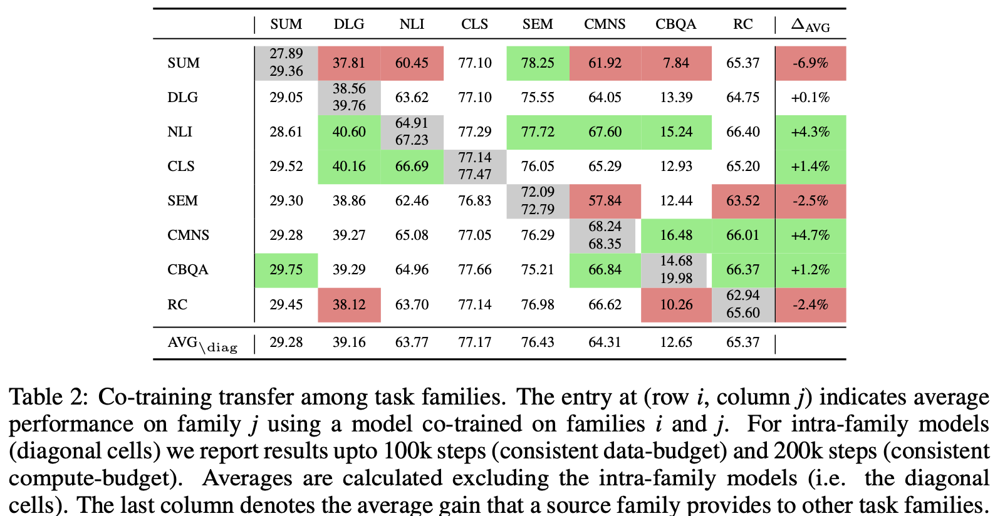 SUM DLG NLI CLS SEM CMNS CBQA RC ΔAVG
SUM 27.89 29.36 37.81 60.45 77.10 78.25 61.92 7.84 65.37 -6.9%
DLG 29.05 38.56 39.76 63.62 77.10 75.55 64.05 13.39 64.75 +0.1%
NLI 28.61 40.60 64.91 67.23 77.29 77.72 67.60 15.24 66.40 +4.3%
CLS 29.52 40.16 66.69 77.14 77.47 76.05 65.29 12.93 65.20 +1.4%
SEM 29.30 38.86 62.46 76.83 72.09 72.79 57.84 12.44 63.52 -2.5%
CMNS 29.28 39.27 65.08 77.05 76.29 68.24 68.35 16.48 66.01 +4.7%
CBQA 29.75 39.29 64.96 77.66 75.21 66.84 14.68 19.98 66.37 +1.2%
RC 29.45 38.12 63.70 77.14 76.98 66.62 10.26 62.94 65.60 -2.4%
AVG\diag 29.28 39.16 63.77 77.17 76.43 64.31 12.65 65.37
Table 2: Co-training transfer among task families. The entry at (row i, column j) indicates average
performance on family j using a model co-trained on families i and j. For intra-family models
(diagonal cells) we report results upto 100k steps (consistent data-budget) and 200k steps (consistent
compute-budget). Averages are calculated excluding the intra-family models (i.e. the diagonal
cells). The last column denotes the average gain that a source family provides to other task families.